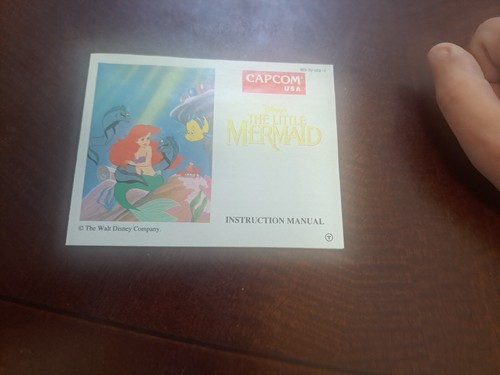 CAPCOM
USA
THE LITTLE
MERMAID
INSTRUCTION MANUAL
© The Walt Disney Company.